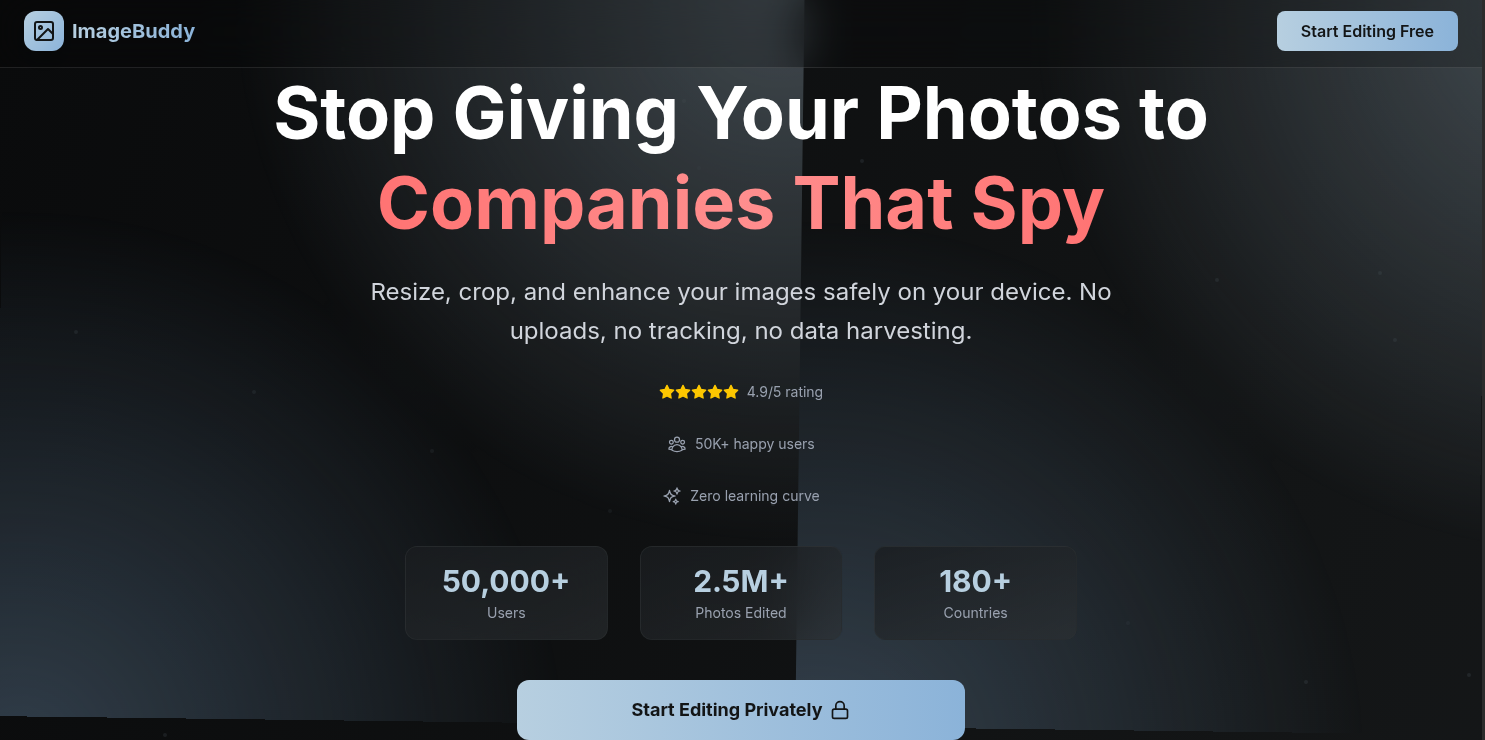 ImageBuddy
Start Editing Free
Stop Giving Your Photos to
Companies That Spy
Resize, crop, and enhance your images safely on your device. No
uploads, no tracking, no data harvesting.
4.9/5 rating
50K+ happy users
Zero learning curve
50,000+
Users
2.5M+
Photos Edited
180+
Countries
Start Editing Privately